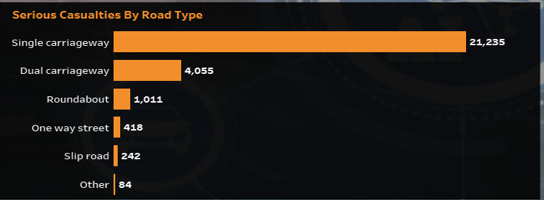 Serious Casualties By Road Type
Single carriageway 21,235
Dual carriageway 4,055
Roundabout 1,011
One way street 418
Slip road 242
Other 84